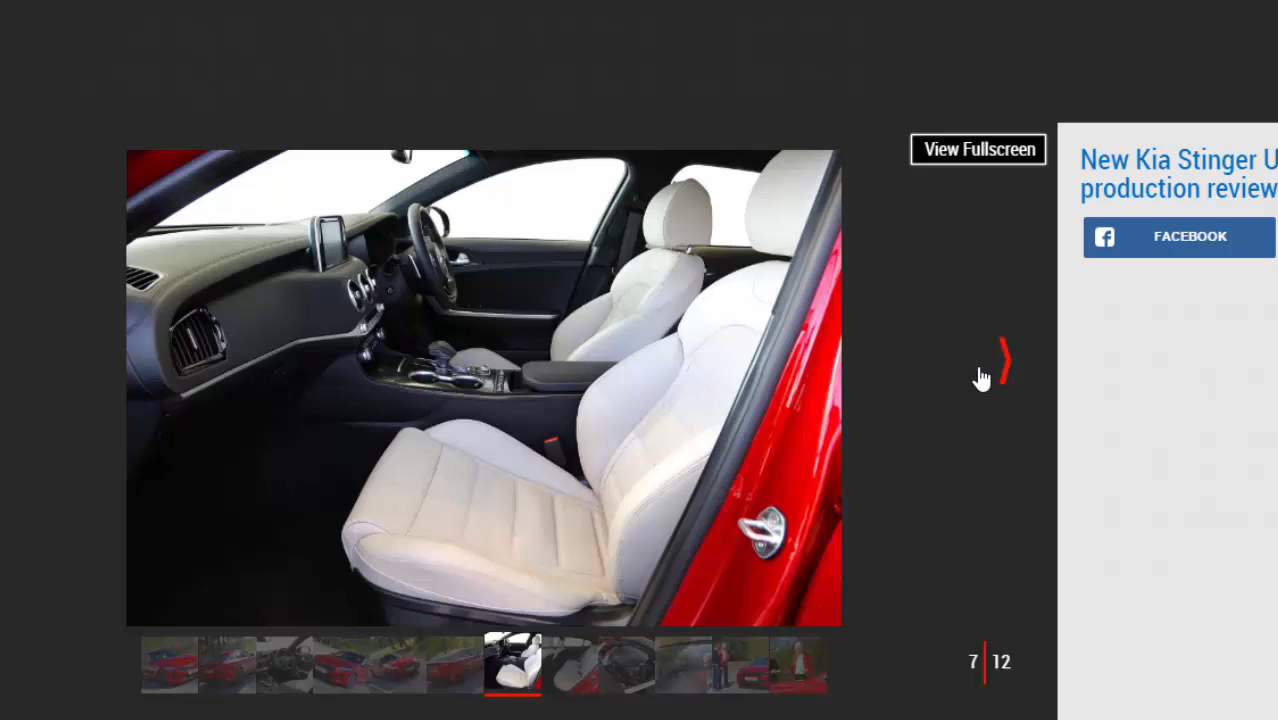 View Fullscreen
New Kia Stinger U
production review
FACEBOOK
7 12